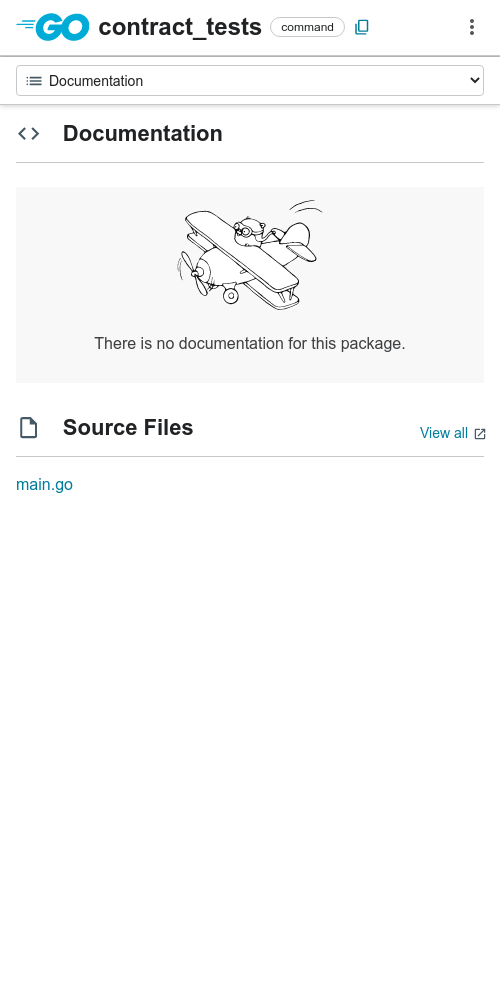 GO contract_tests command
Documentation
Documentation
There is no documentation for this package.
Source Files
View all
main.go